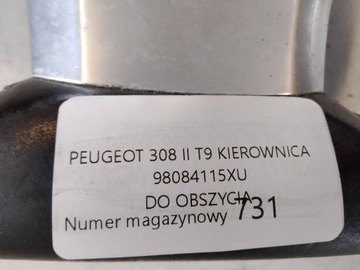 PEUGEOT 308 II T9 KIEROWNICA
98084115XU
DO OBSZYCIA
Numer magazynowy 731